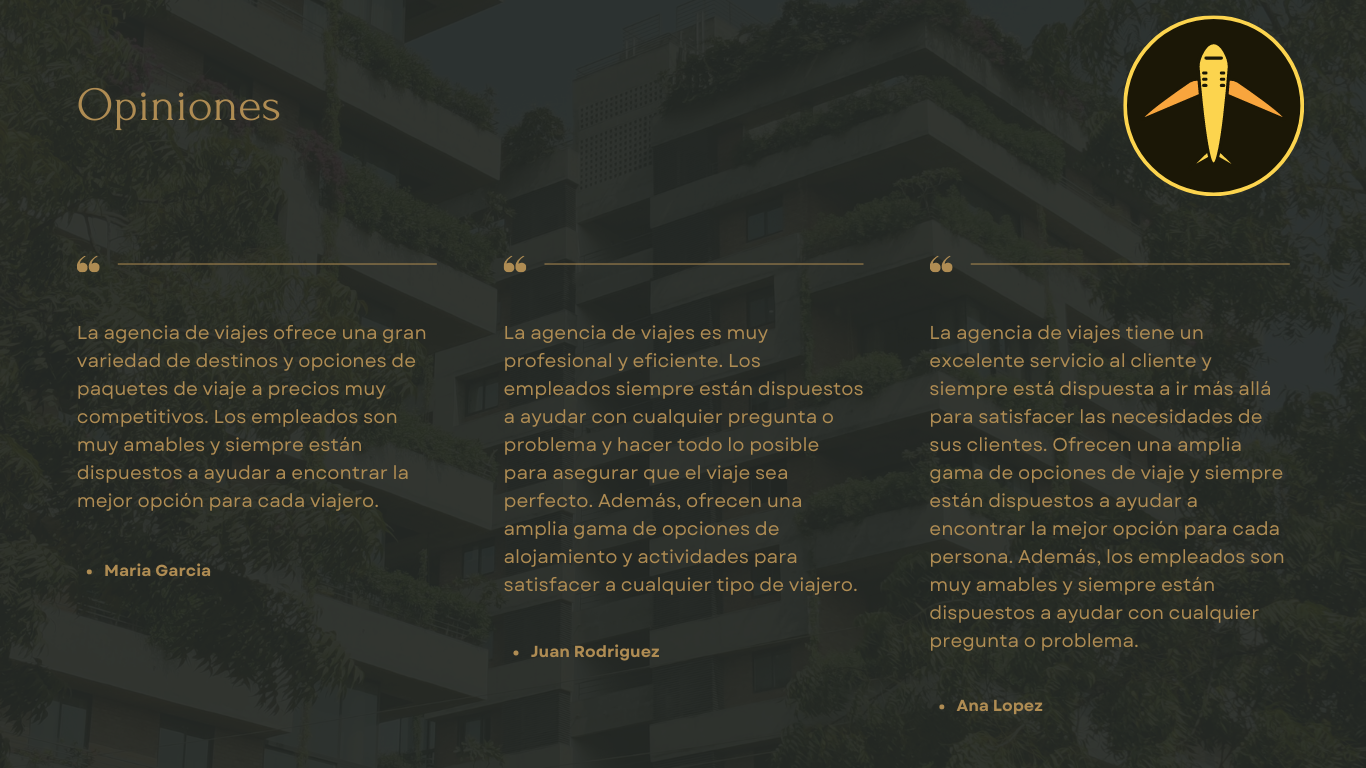 Opiniones
La agencia de viajes ofrece una gran
variedad de destinos y opciones de
paquetes de viaje a precios muy
competitivos. Los empleados son
muy amables y siempre están
dispuestos a ayudar a encontrar la
mejor opción para cada viajero.
• Maria Garcia
La agencia de viajes es muy
profesional y eficiente. Los
empleados siempre están dispuestos
a ayudar con cualquier pregunta o
problema y hacer todo lo posible
para asegurar que el viaje sea
perfecto. Además, ofrecen una
amplia gama de opciones de
alojamiento y actividades para
satisfacer a cualquier tipo de viajero.
• Juan Rodriguez
La agencia de viajes tiene un
excelente servicio al cliente y
siempre está dispuesta a ir más allá
para satisfacer las necesidades de
sus clientes. Ofrecen una amplia
gama de opciones de viaje y siempre
están dispuestos a ayudar a
encontrar la mejor opción para cada
persona. Además, los empleados son
muy amables y siempre están
dispuestos a ayudar con cualquier
pregunta o problema.
• Ana Lopez